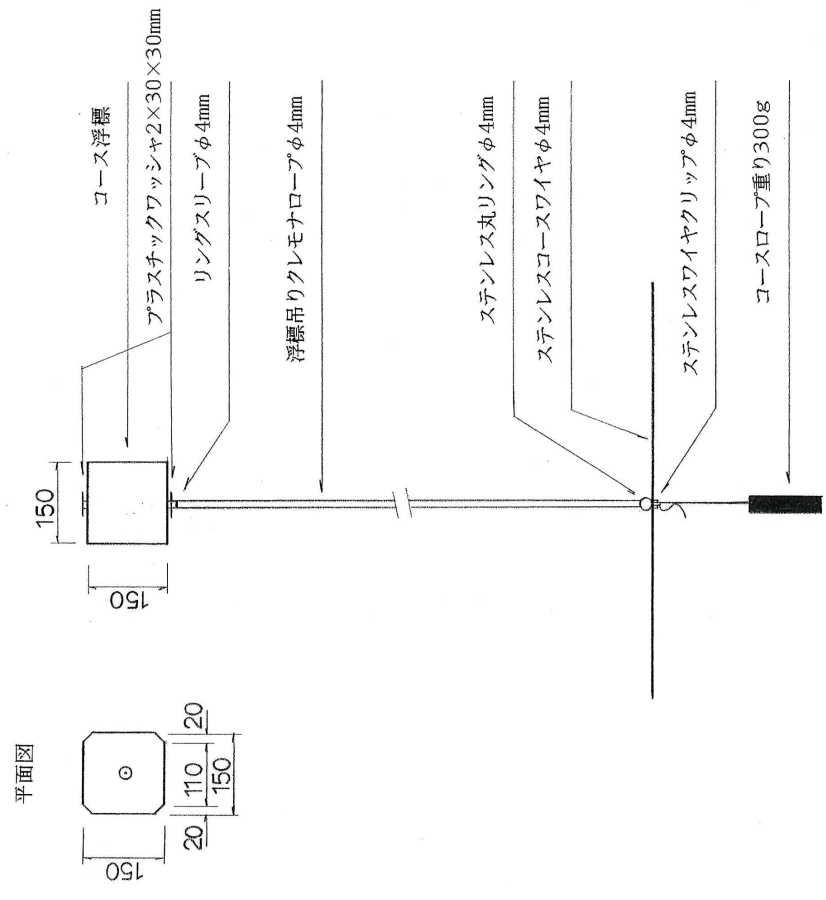 コース浮標
プラスチックワッシャ2×30×30mm
リングスリーブφ4mm
浮標吊りクレモナロープφ4mm
ステンレス丸リングφ4mm
ステンレスコースワイヤφ4mm
ステンレスワイヤクリップφ4mm
コースロープ重り300g
150
150
平面図
150
20
110
20
150